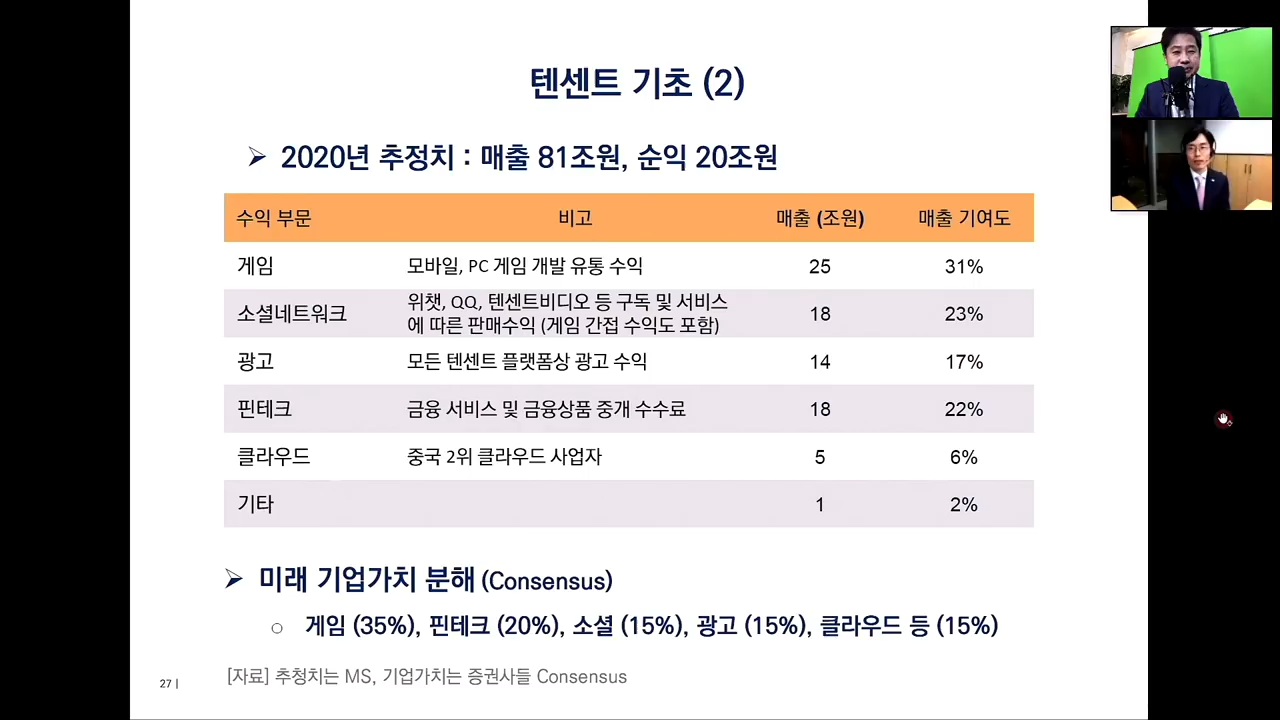 텐센트 기초 (2)
➢ 2020년 추정치 : 매출 81조원, 순익 20조원
수익 부문 비고 매출 (조원) 매출 기여도
게임 모바일, PC 게임 개발 유통 수익 25 31%
소셜네트워크 위챗, QQ, 텐센트비디오 등 구독 및 서비스
에 따른 판매수익 (게임 간접 수익도 포함) 18 23%
광고 모든 텐센트 플랫폼상 광고 수익 14 17%
핀테크 금융 서비스 및 금융상품 중개 수수료 18 22%
클라우드 중국 2위 클라우드 사업자 5 6%
기타 1 2%
➢ 미래 기업가치 분해 (Consensus)
○ 게임 (35%), 핀테크 (20%), 소셜 (15%), 광고 (15%), 클라우드 등 (15%)
[자료] 추청치는 MS, 기업가치는 증권사들 Consensus
27 |